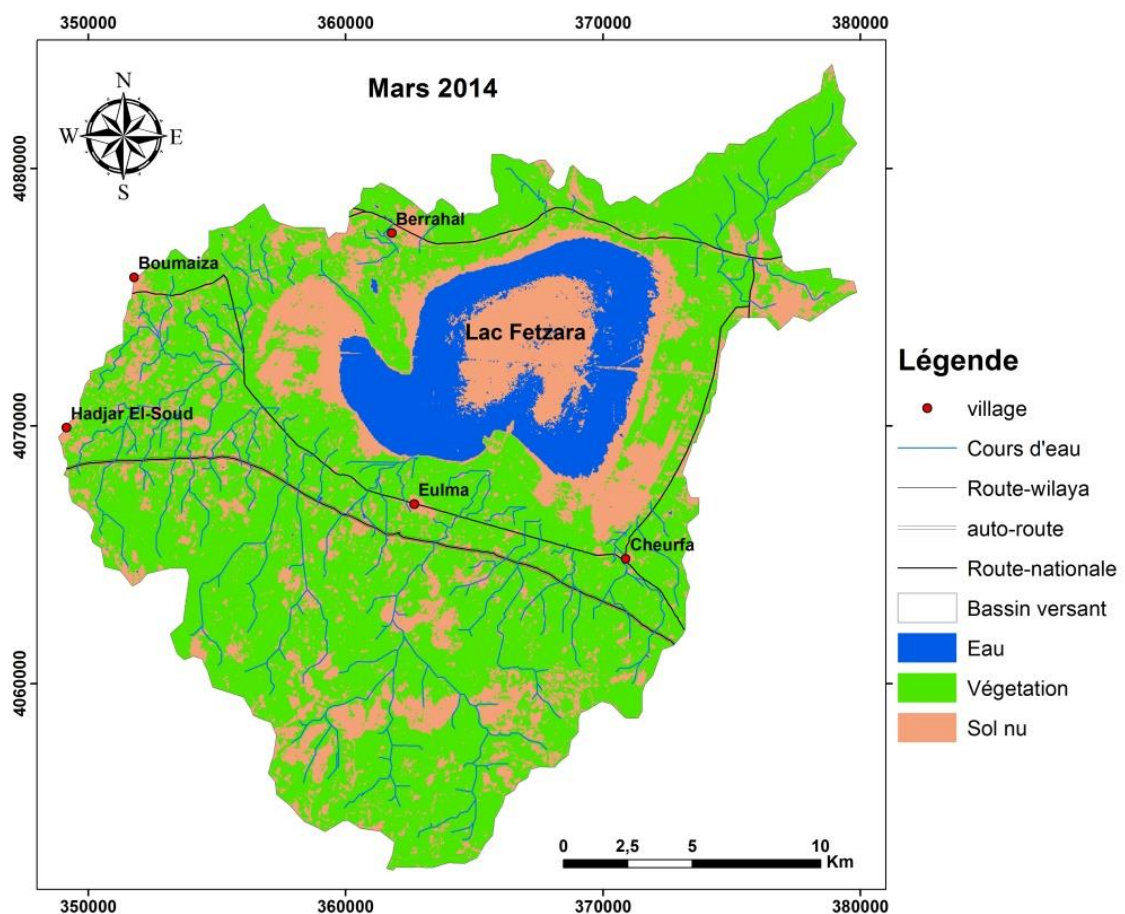 350000 360000 370000 380000
Mars 2014
N
W E
S
4080000
4070000
4060000
Berrahal
Boumaiza
Lac Fetzara
Hadjar El-Soud
Eulma
Cheurfa
Légende
village
Cours d'eau
Route-wilaya
auto-route
Route-nationale
Bassin versant
Eau
Végetation
Sol nu
0 2,5 5 10
Km
350000 360000 370000 380000